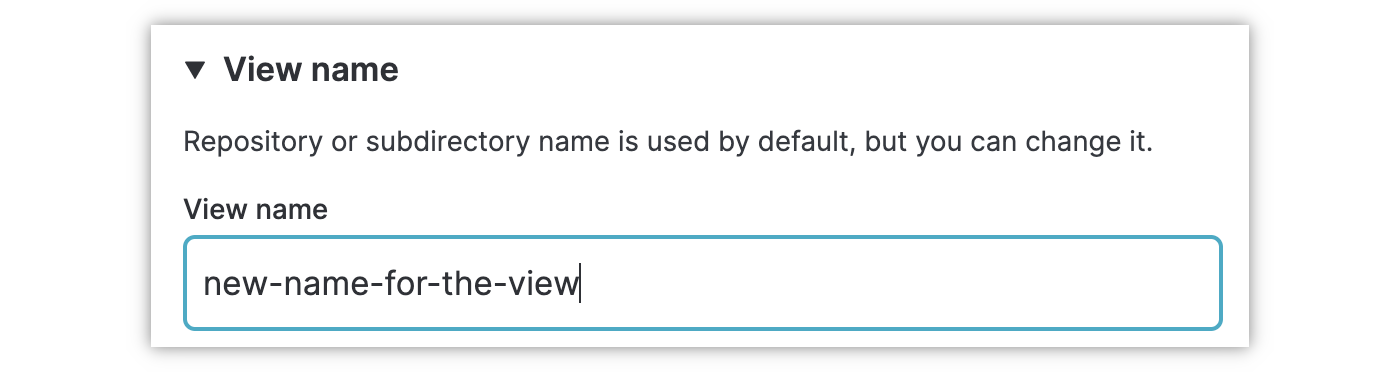 View name
Repository or subdirectory name is used by default, but you can change it.
View name
new-name-for-the-view